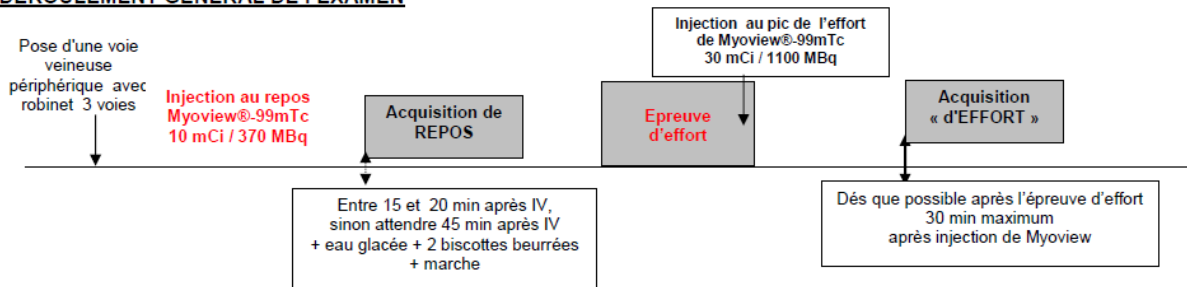 DEROULEMENT GENERAL DE l'EXAMEN
Pose d'une voie
veineuse
périphérique avec
robinet 3 voies
Injection au repos
Myoview®-99mTc
10 mCi / 370 MBq
Acquisition de
REPOS
Entre 15 et 20 min après IV,
sinon attendre 45 min après IV
+ eau glacée + 2 biscottes beurrées
+ marche
Epreuve
d'effort
Injection au pic de l'effort
de Myoview®-99mTc
30 mCi / 1100 MBq
Acquisition
« d'EFFORT »
Dés que possible après l'épreuve d'effort
30 min maximum
après injection de Myoview